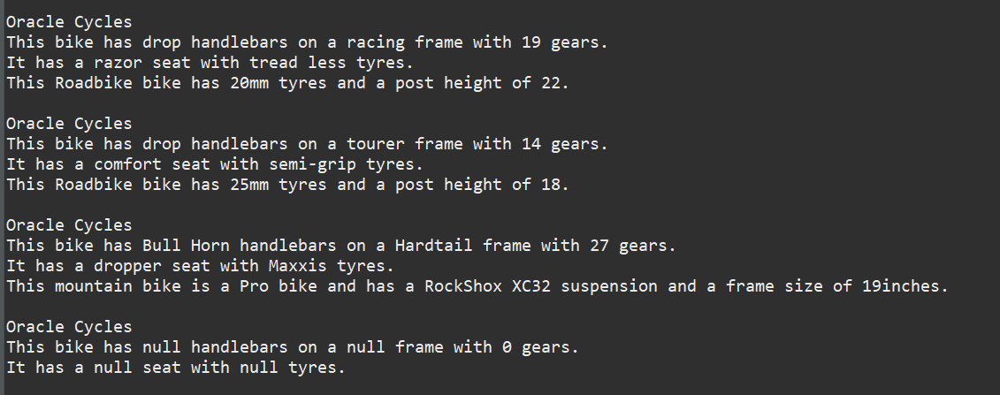 Oracle Cycles
This bike has drop handlebars on a racing frame with 19 gears.
It has a razor seat with tread less tyres.
This Roadbike bike has 20mm tyres and a post height of 22.
Oracle Cycles
This bike has drop handlebars on a tourer frame with 14 gears.
It has a comfort seat with semi-grip tyres.
This Roadbike bike has 25mm tyres and a post height of 18.
Oracle Cycles
This bike has Bull Horn handlebars on a Hardtail frame with 27 gears.
It has a dropper seat with Maxxis tyres.
This mountain bike is a Pro bike and has a RockShox XC32 suspension and a frame size of 19inches.
Oracle Cycles
This bike has null handlebars on a null frame with 0 gears.
It has a null seat with null tyres.